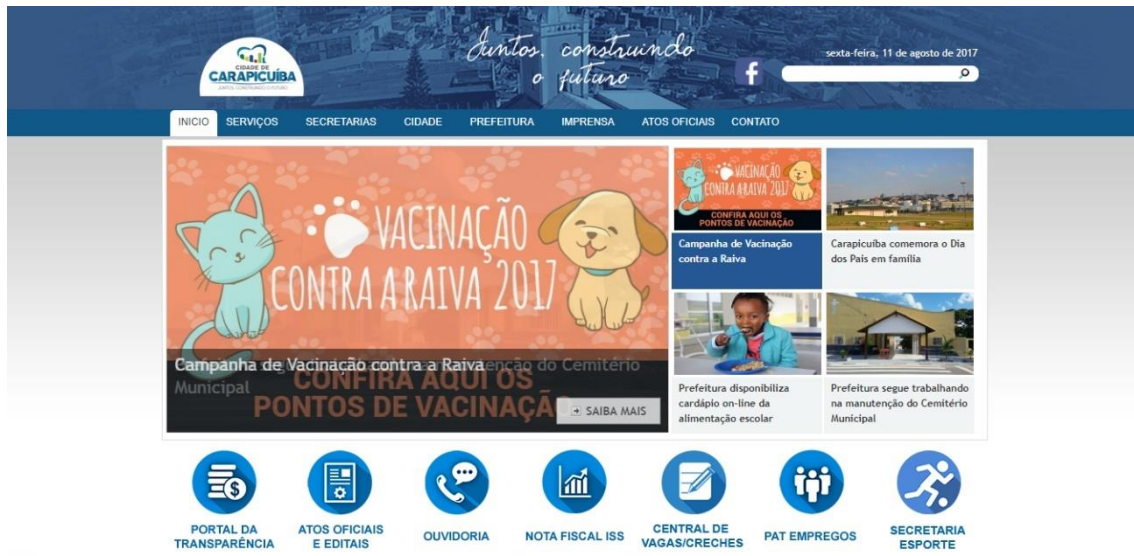 CIDADE DE
CARAPICUÍBA
JUNTOS, CONSTRUINDO O FUTURO
Juntos, construindo
o futuro
f
sexta-feira, 11 de agosto de 2017
INICIO SERVIÇOS SECRETARIAS CIDADE PREFEITURA IMPRENSA ATOS OFICIAIS CONTATO
VACINAÇÃO
CONTRA A RAIVA 2017
Campanha de Vacinação contra a Raiva
manutenção do Cemitério
Municipal
CONFIRA AQUI OS
PONTOS DE VACINAÇÃO
SAIBA MAIS
VACINAÇÃO
CONTRA A RAIVA 2017
CONFIRA AQUI OS
PONTOS DE VACINAÇÃO
Campanha de Vacinação
contra a Raiva
Carapicuíba comemora o Dia
dos Pais em família
Prefeitura disponibiliza
cardápio on-line da
alimentação escolar
Prefeitura segue trabalhando
na manutenção do Cemitério
Municipal
PORTAL DA
TRANSPARÊNCIA
ATOS OFICIAIS
E EDITAIS
OUVIDORIA
NOTA FISCAL ISS
CENTRAL DE
VAGAS/CRECHES
PAT EMPREGOS
SECRETARIA
ESPORTE